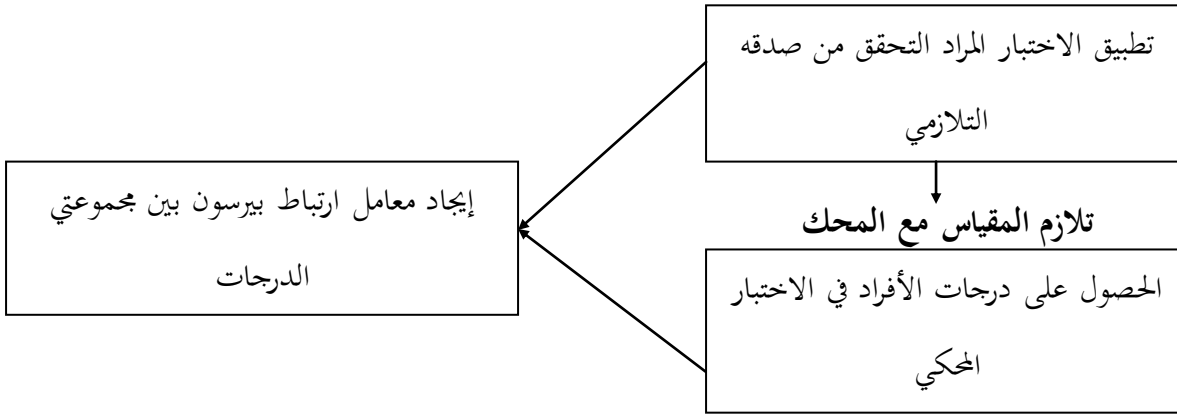 تطبيق الاختبار المراد التحقق من صدقه
التلازمي
تلازم المقياس مع المحك
الحصول على درجات الأفراد في الاختبار
المحكي
إيجاد معامل ارتباط بيرسون بين مجموعتي
الدرجات